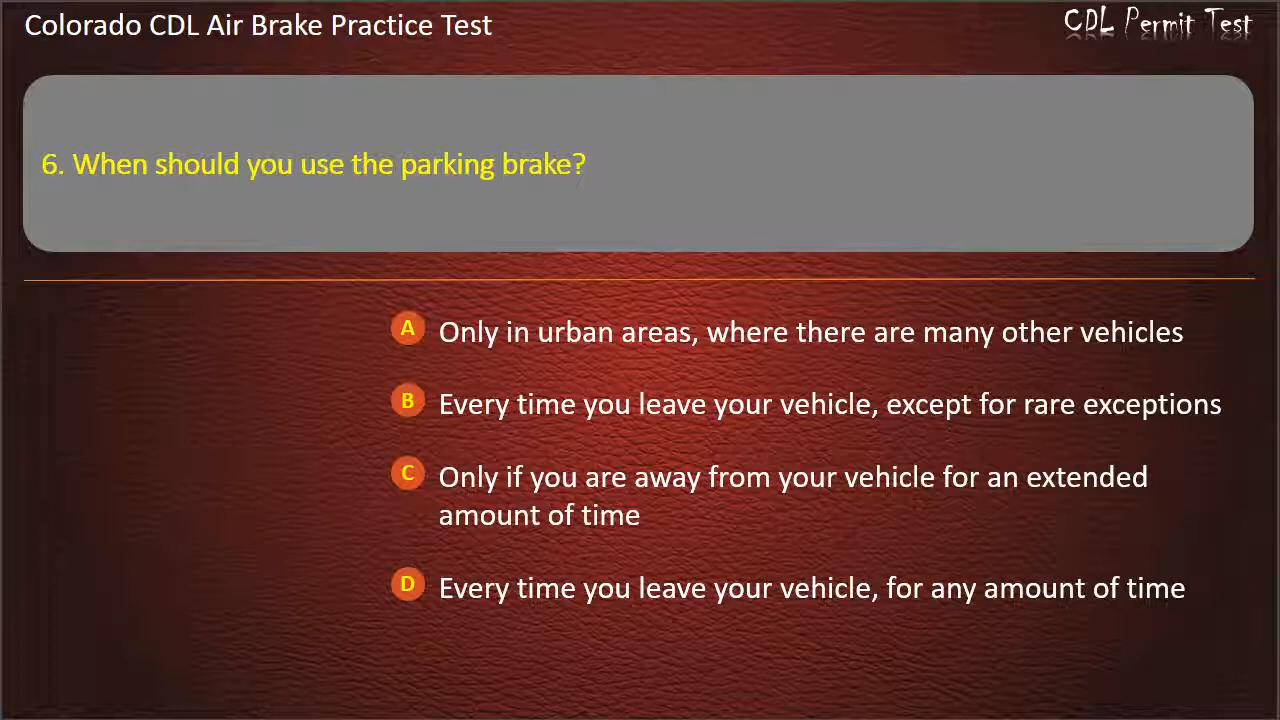 Colorado CDL Air Brake Practice Test
CDL Permit Test
6. When should you use the parking brake?
A Only in urban areas, where there are many other vehicles
B Every time you leave your vehicle, except for rare exceptions
C Only if you are away from your vehicle for an extended
amount of time
D Every time you leave your vehicle, for any amount of time